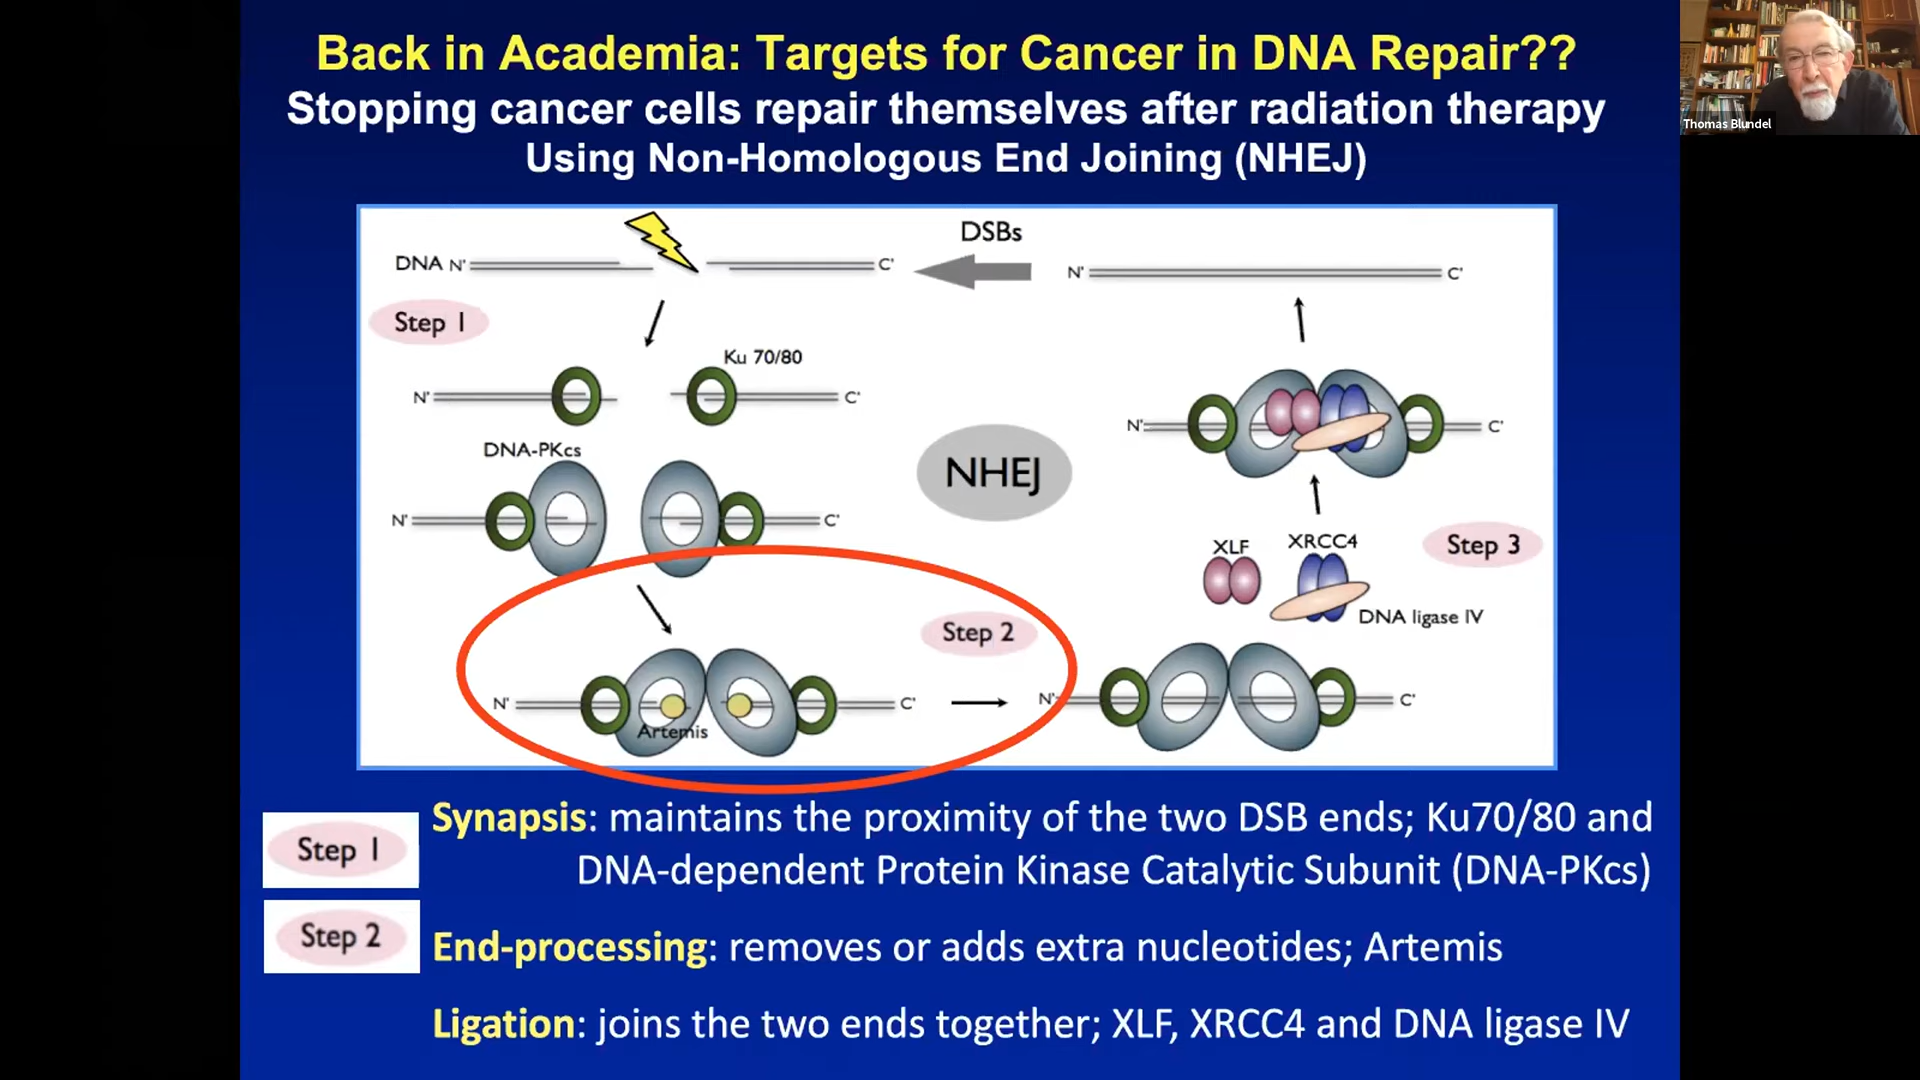 Back in Academia: Targets for Cancer in DNA Repair??
Stopping cancer cells repair themselves after radiation therapy
Using Non-Homologous End Joining (NHEJ)
Thomas Blundel
DSBs
DNA N' C'
N' C'
Step 1
Ku 70/80
N' C'
DNA-PKcs
N' C'
NHEJ
N' C'
XLF
XRCC4
Step 3
DNA ligase IV
Step 2
N' C'
Artemis
N' C'
Step 1
Synapsis: maintains the proximity of the two DSB ends; Ku70/80 and
DNA-dependent Protein Kinase Catalytic Subunit (DNA-PKcs)
Step 2
End-processing: removes or adds extra nucleotides; Artemis
Ligation: joins the two ends together; XLF, XRCC4 and DNA ligase IV